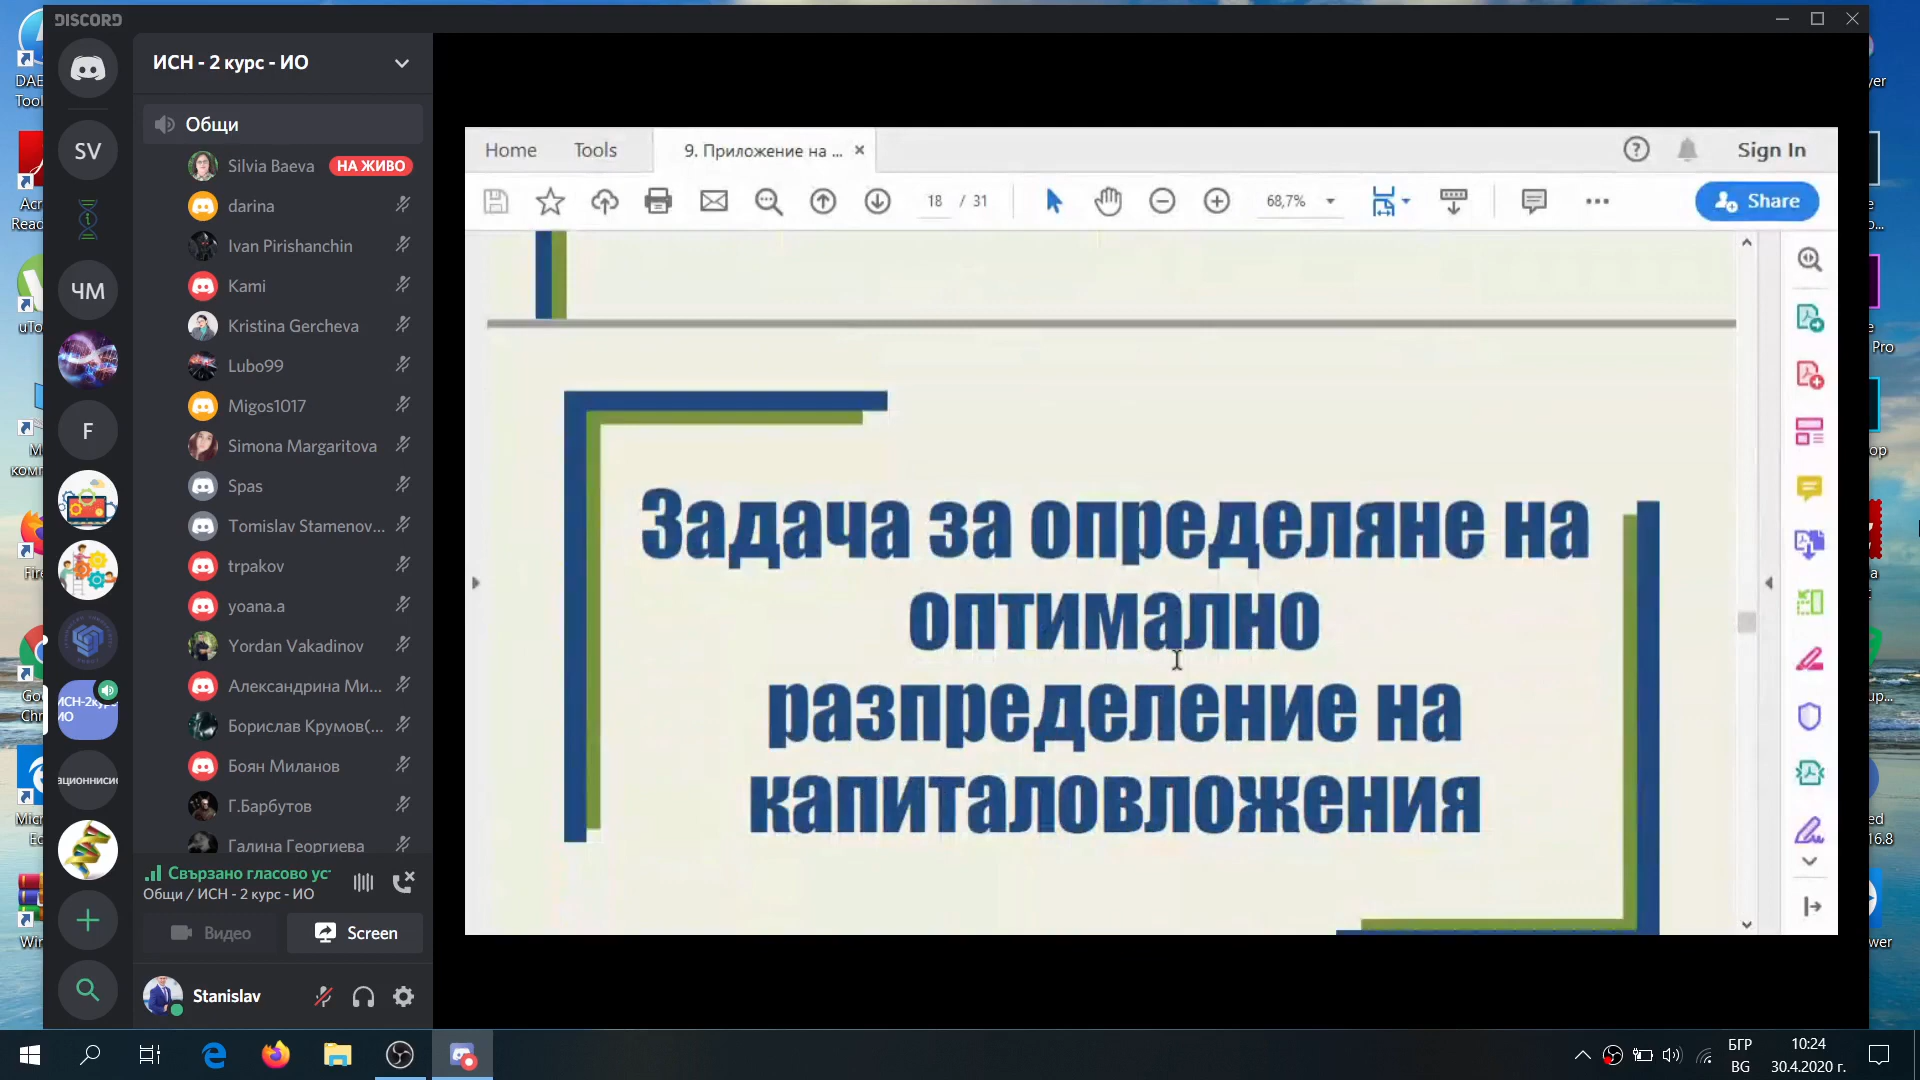 DISCORD
ИСН - 2 курс - ИО
Общи
Silvia Baeva НА ЖИВО
darina
Ivan Pirishanchin
Kami
Kristina Gercheva
Lubo99
Migos1017
Simona Margaritova
Spas
Tomislav Stamenov...
trpakov
yoana.a
Yordan Vakadinov
Александрина Ми...
Борислав Крумов(...
Боян Миланов
Г.Барбутов
Галина Георгиева
Свързано гласово ус
Общи / ИСН - 2 курс - ИО
Видео
Screen
Stanislav
SV
ЧМ
F
ИСН-2курс
ИО
Home
Tools
9. Приложение на ...
Sign In
18 / 31
68,7%
Share
Задача за определяне на
оптимално
разпределение на
капиталовложения
БГР
BG
10:24
30.4.2020 г.